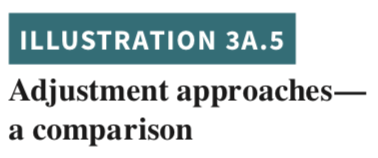 ILLUSTRATION 3A.5
Adjustment approaches—
a comparison